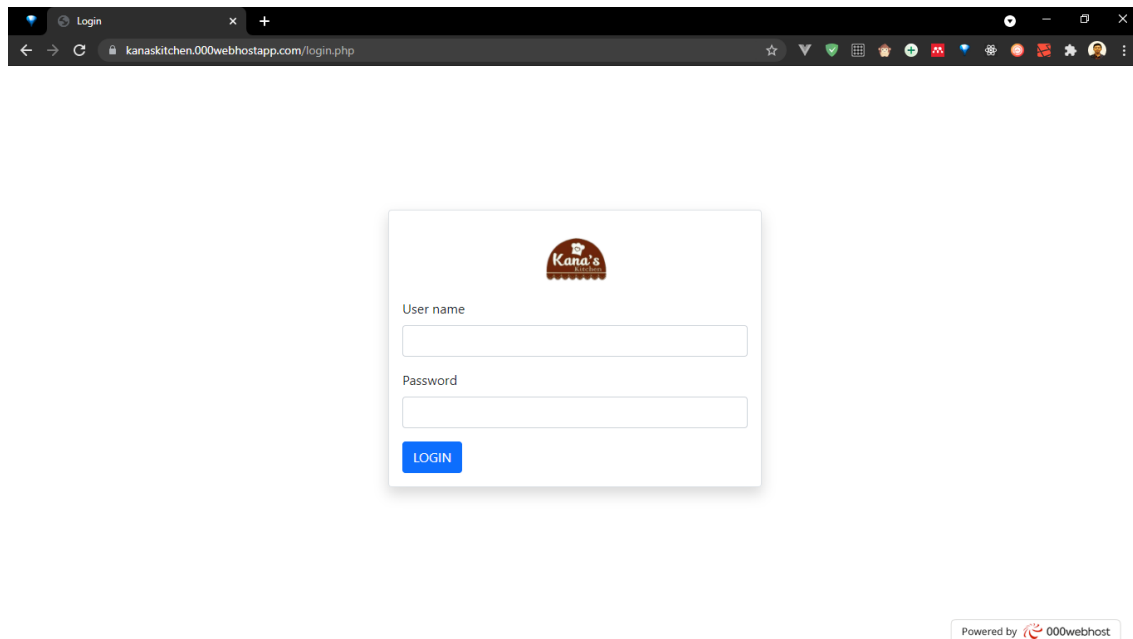 Login
kanaskitchen.000webhostapp.com/login.php
Kana's
Kitchen
User name
Password
LOGIN
Powered by 000webhost